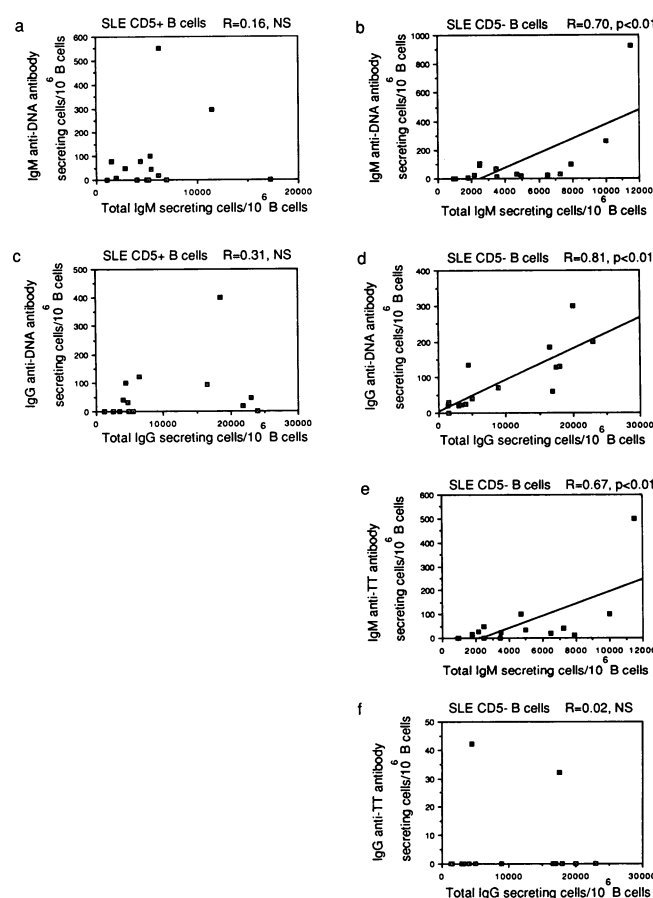 a
SLE CD5+ B cells R=0.16, NS
IgM anti-DNA antibody
secreting cells/10^6 B cells
600
500
400
300
200
100
0
0 10000 20000
Total IgM secreting cells/10^6 B cells
b
SLE CD5- B cells R=0.70, p<0.01
IgM anti-DNA antibody
secreting cells/10^6 B cells
1000
800
600
400
200
0
0 2000 4000 6000 8000 10000 12000
Total IgM secreting cells/10^6 B cells
c
SLE CD5+ B cells R=0.31, NS
IgG anti-DNA antibody
secreting cells/10^6 B cells
500
400
300
200
100
0
0 10000 20000 30000
Total IgG secreting cells/10^6 B cells
d
SLE CD5- B cells R=0.81, p<0.01
IgG anti-DNA antibody
secreting cells/10^6 B cells
400
300
200
100
0
0 10000 20000 30000
Total IgG secreting cells/10^6 B cells
e
SLE CD5- B cells R=0.67, p<0.01
IgM anti-TT antibody
secreting cells/10^6 B cells
600
500
400
300
200
100
0
0 2000 4000 6000 8000 10000 12000
Total IgM secreting cells/10^6 B cells
f
SLE CD5- B cells R=0.02, NS
IgG anti-TT antibody
secreting cells/10^6 B cells
50
40
30
20
10
0
0 10000 20000 30000
Total IgG secreting cells/10^6 B cells